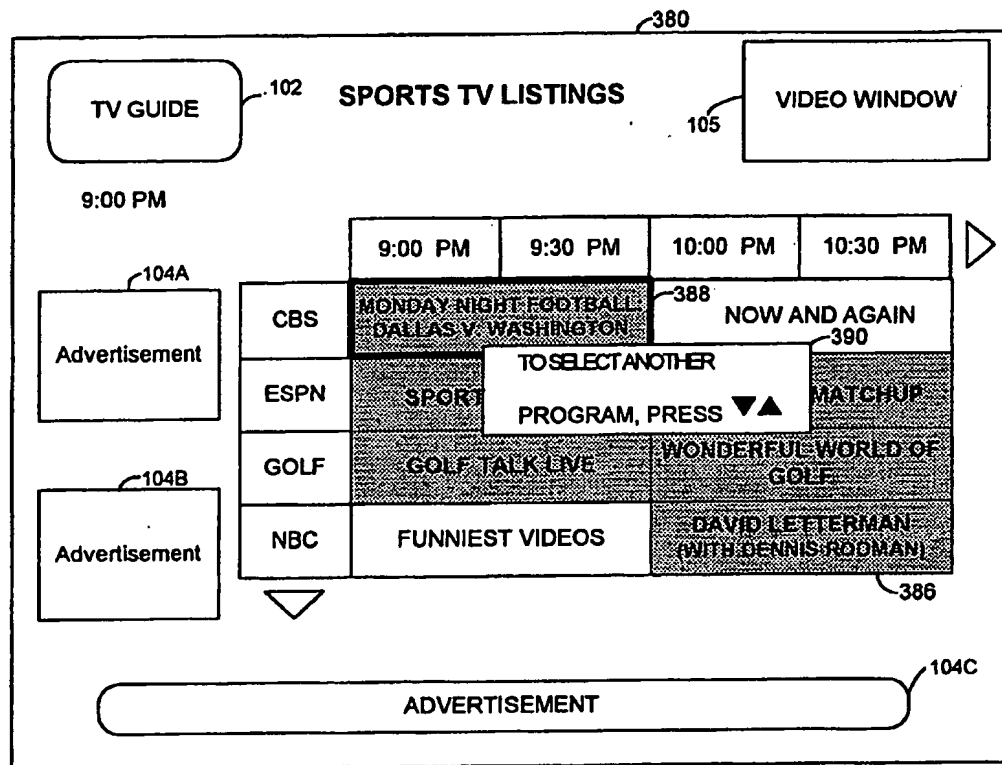 380
TV GUIDE
102
SPORTS TV LISTINGS
105
VIDEO WINDOW
9:00 PM
9:00 PM 9:30 PM 10:00 PM 10:30 PM
104A
Advertisement
CBS
MONDAY NIGHT FOOTBALL:
DALLAS V. WASHINGTON
388
NOW AND AGAIN
390
TO SELECT ANOTHER
PROGRAM, PRESS
ESPN
SPORT
MATCHUP
GOLF
GOLF TALK LIVE
WONDERFUL WORLD OF
GOLF
104B
Advertisement
NBC
FUNNIEST VIDEOS
DAVID LETTERMAN
(WITH DENNIS RODMAN)
386
104C
ADVERTISEMENT